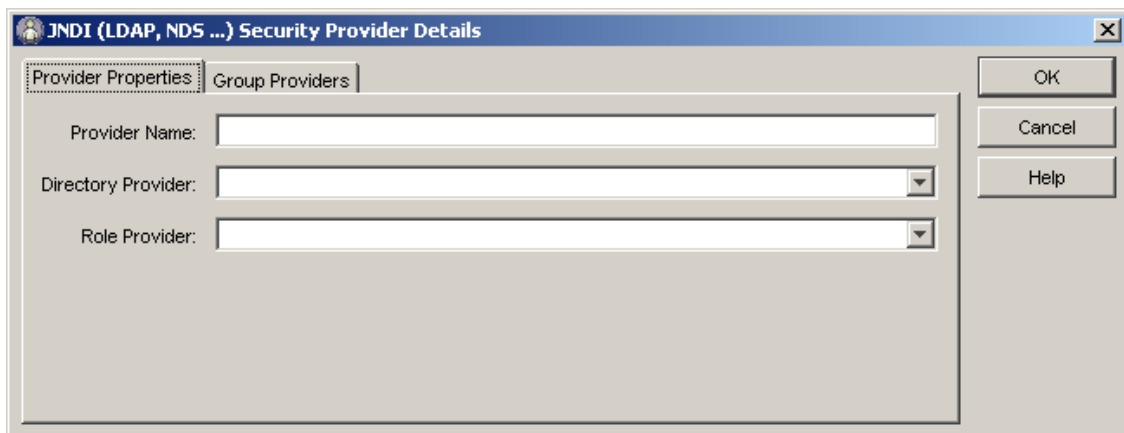 JNDI (LDAP, NDS ...) Security Provider Details
Provider Properties Group Providers
OK
Provider Name:
Cancel
Directory Provider:
Help
Role Provider: